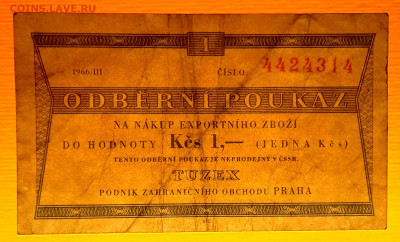 COINS.LAVE.RU
1
1966/III ČÍSLO: 4424314
ODBĚRNÍ POUKAZ
NA NÁKUP EXPORTNÍHO ZBOŽÍ
DO HODNOTY Kčs 1,— (JEDNA Kčs)
TENTO ODBĚRNÍ POUKAZ JE NEPRODEJNÝ V ČSSR.
TUZEX
PODNIK ZAHRANIČNÍHO OBCHODU PRAHA